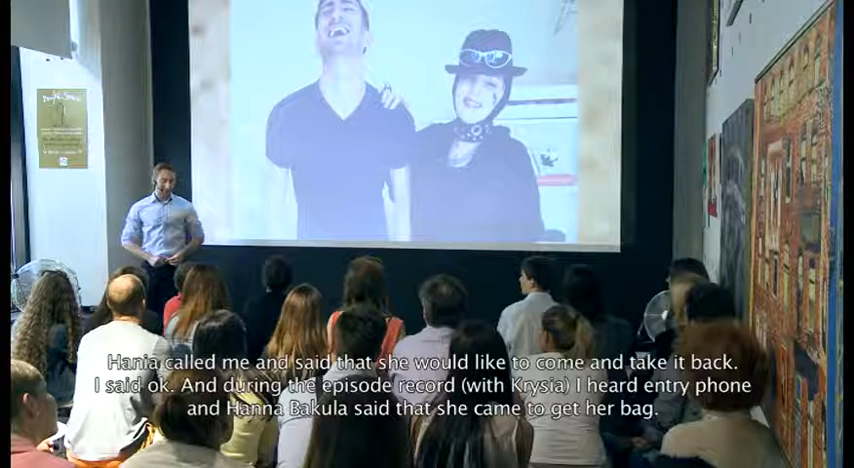 Hania called me and said that she would like to come and take it back.
I said ok. And during the episode record (with Krysia) I heard entry phone
and Hanna Bakula said that she came to get her bag.